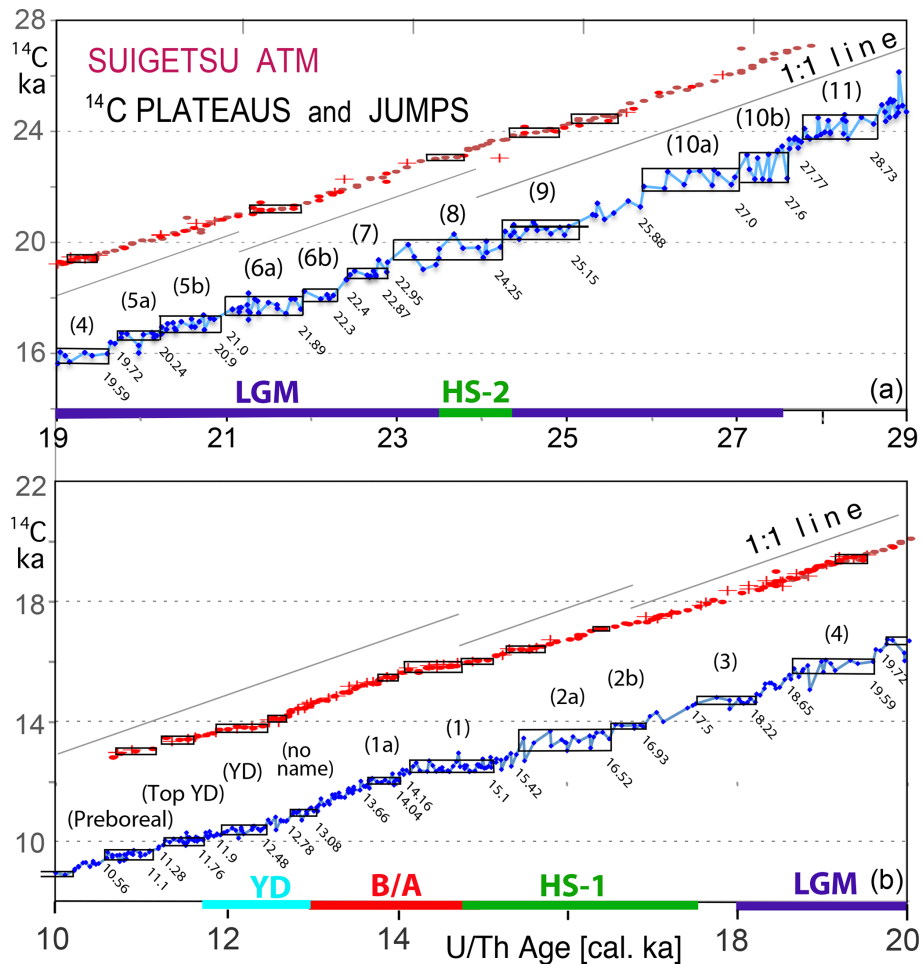 28
¹⁴C
ka
SUIGETSU ATM
¹⁴C PLATEAUS and JUMPS
1:1 line
24
(11)
(10b)
(10a)
(9)
(8)
(7)
(6b)
(6a)
(5b)
(5a)
(4)
20
16
19.59
19.72
20.24
20.9
21.0
21.89
22.3
22.4
22.87
22.95
24.25
25.15
25.88
27.0
27.6
27.77
28.73
LGM
HS-2
(a)
19
21
23
25
27
29
22
¹⁴C
ka
1:1 line
18
14
10
(Preboreal)
(Top YD)
(YD)
(no
name)
(1a)
(1)
(2a)
(2b)
(3)
(4)
10.56
11.1
11.28
11.76
11.9
12.48
12.78
13.08
13.66
14.04
14.16
15.1
15.42
16.52
16.93
17.5
18.22
18.65
19.59
19.72
YD
B/A
HS-1
LGM
(b)
10
12
14
U/Th Age [cal. ka]
18
20